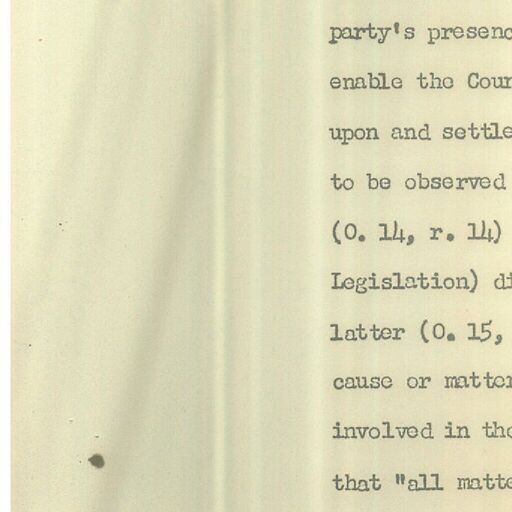 party's presenc
enable the Cour
upon and settle
to be observed
(O. 14, r. 14)
Legislation) di
latter (O. 15,
cause or matter
involved in the
that "all matte